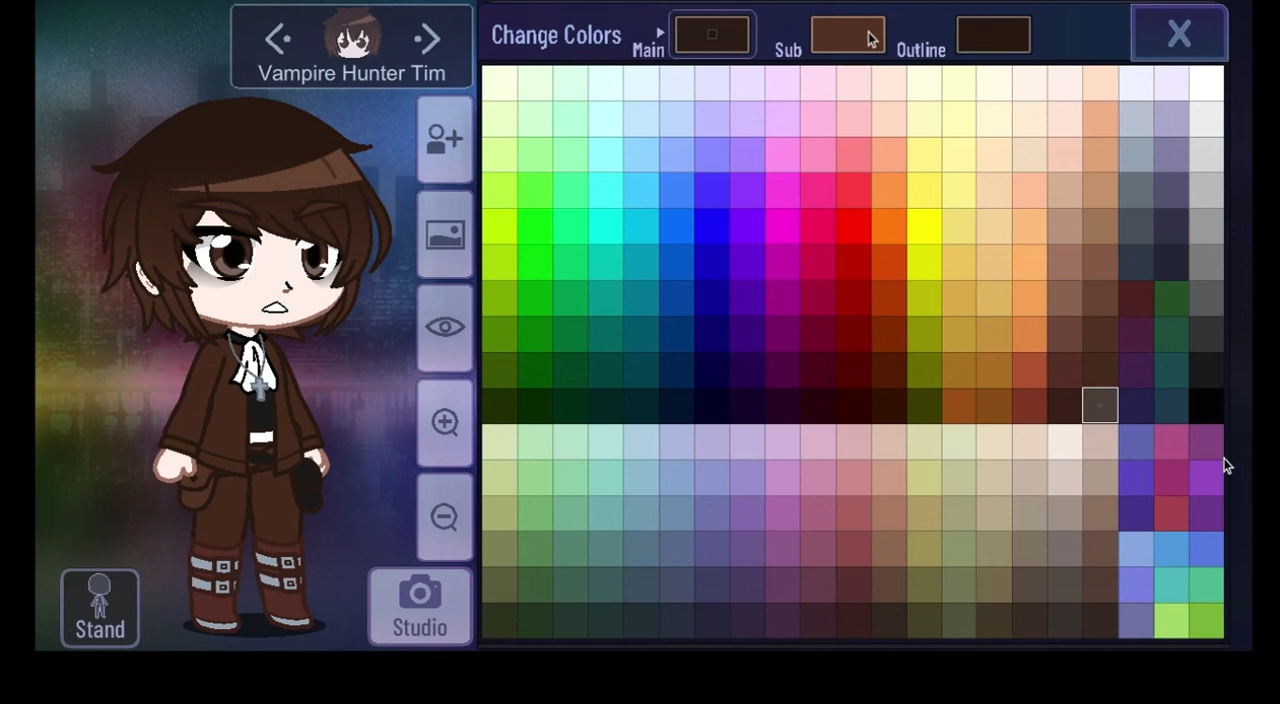 Vampire Hunter Tim
Change Colors
Main
Sub
Outline
X
Stand
Studio